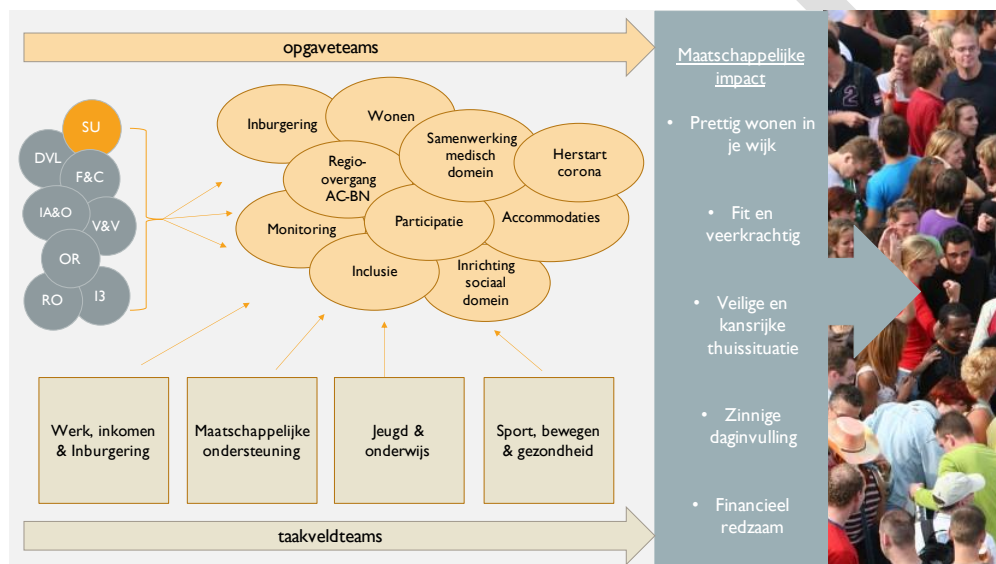 opgaveteams
SU
DVL
F&C
IA&O
V&V
OR
RO
I3
Inburgering
Wonen
Samenwerking
medisch
domein
Herstart
corona
Regio-
overgang
AC-BN
Monitoring
Participatie
Accommodaties
Inclusie
Inrichting
sociaal
domein
Werk, inkomen
& Inburgering
Maatschappelijke
ondersteuning
Jeugd &
onderwijs
Sport, bewegen
& gezondheid
taakveldteams
Maatschappelijke
impact
• Prettig wonen in
je wijk
• Fit en
veerkrachtig
• Veilige en
kansrijke
thuissituatie
• Zinnige
daginvulling
• Financieel
redzaam